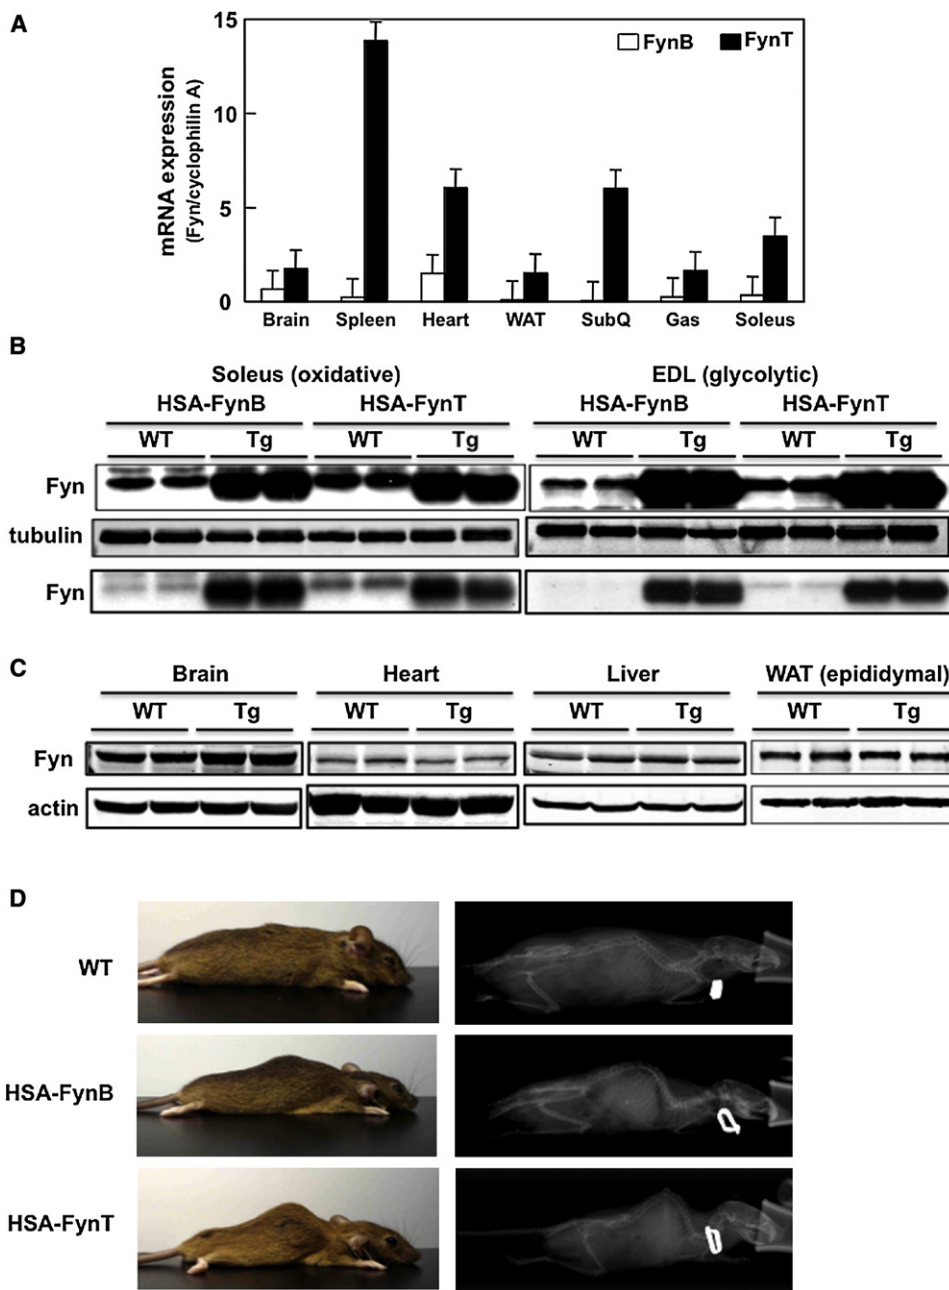 A
mRNA expression
(Fyn/cyclophilin A)
15
10
5
0
FynB FynT
Brain Spleen Heart WAT SubQ Gas Soleus
B
Soleus (oxidative) EDL (glycolytic)
HSA-FynB HSA-FynT HSA-FynB HSA-FynT
WT Tg WT Tg WT Tg WT Tg
Fyn
tubulin
Fyn
C
Brain Heart Liver WAT (epididymal)
WT Tg WT Tg WT Tg WT Tg
Fyn
actin
D
WT
HSA-FynB
HSA-FynT